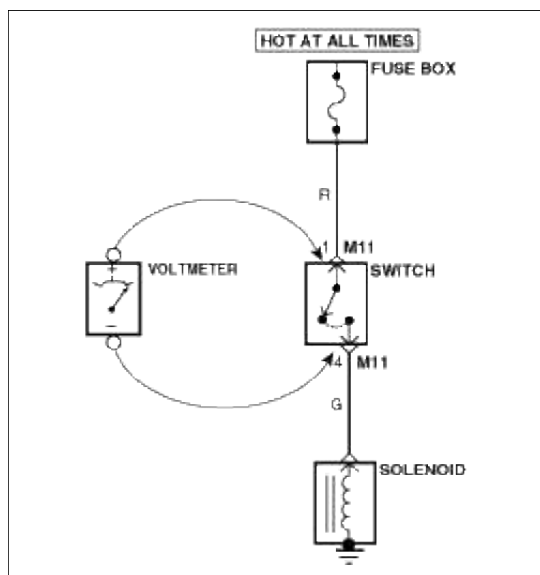 HOT AT ALL TIMES
FUSE BOX
R
1 M11
VOLTMETER
SWITCH
+
–
4 M11
G
SOLENOID